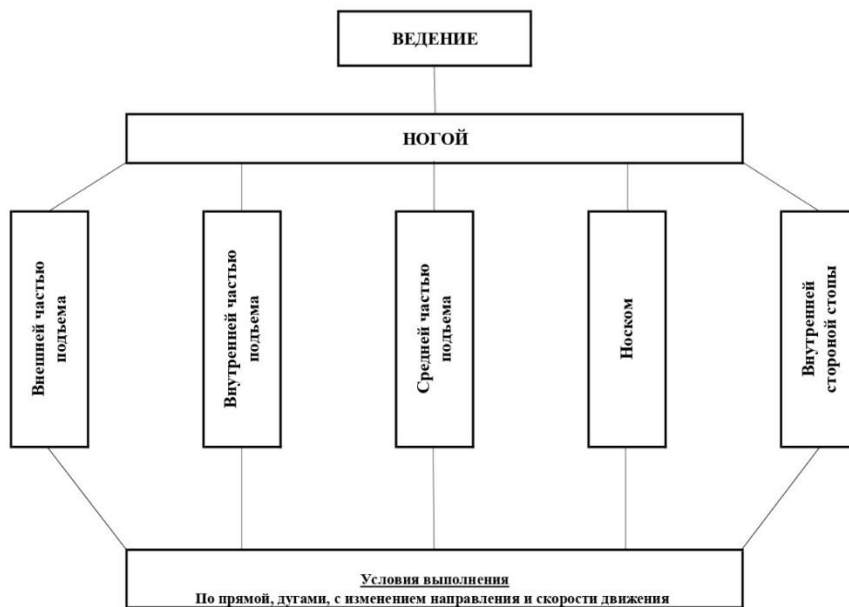 ВЕДЕНИЕ
НОГОЙ
Внешней частью
подъема
Внутренней частью
подъема
Средней частью
подъема
Носком
Внутренней
стороной стопы
Условия выполнения
По прямой, дугами, с изменением направления и скорости движения